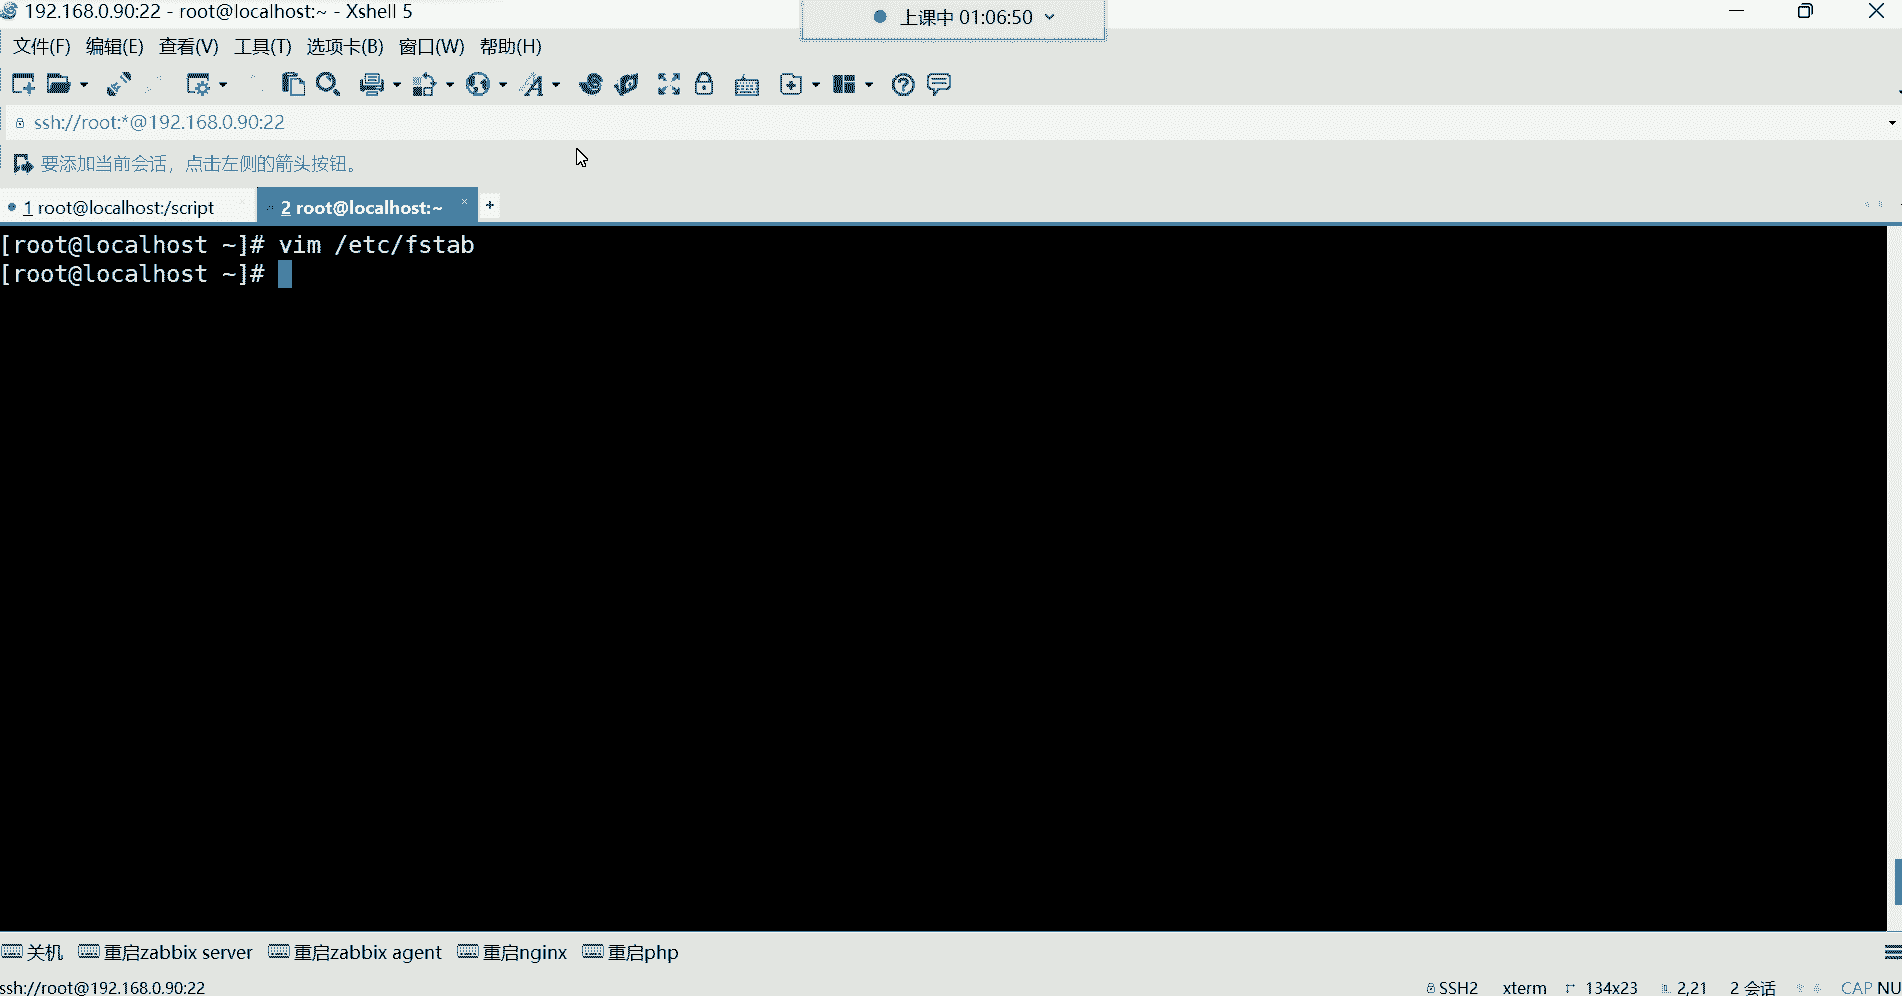 192.168.0.90:22 - root@localhost:~ - Xshell 5
上课中 01:06:50
文件(F) 编辑(E) 查看(V) 工具(T) 选项卡(B) 窗口(W) 帮助(H)
ssh://root:*@192.168.0.90:22
要添加当前会话，点击左侧的箭头按钮。
1 root@localhost:/script
2 root@localhost:~
[root@localhost ~]# vim /etc/fstab
[root@localhost ~]#
关机 重启zabbix server 重启zabbix agent 重启nginx 重启php
ssh://root@192.168.0.90:22 SSH2 xterm 134x23 2,21 2 会话 CAP NU